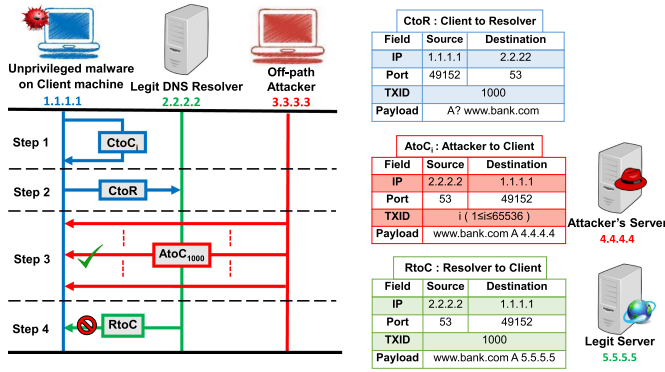 Unprivileged malware
on Client machine
1.1.1.1
Legit DNS Resolver
2.2.2.2
Off-path
Attacker
3.3.3.3
Step 1
CtoCi
Step 2
CtoR
Step 3
AtoC1000
Step 4
RtoC
CtoR : Client to Resolver
Field Source Destination
IP 1.1.1.1 2.2.22
Port 49152 53
TXID 1000
Payload A? www.bank.com
AtoCi : Attacker to Client
Field Source Destination
IP 2.2.2.2 1.1.1.1
Port 53 49152
TXID i ( 1≤i≤65536 )
Payload www.bank.com A 4.4.4.4
Attacker's Server
4.4.4.4
RtoC : Resolver to Client
Field Source Destination
IP 2.2.2.2 1.1.1.1
Port 53 49152
TXID 1000
Payload www.bank.com A 5.5.5.5
Legit Server
5.5.5.5